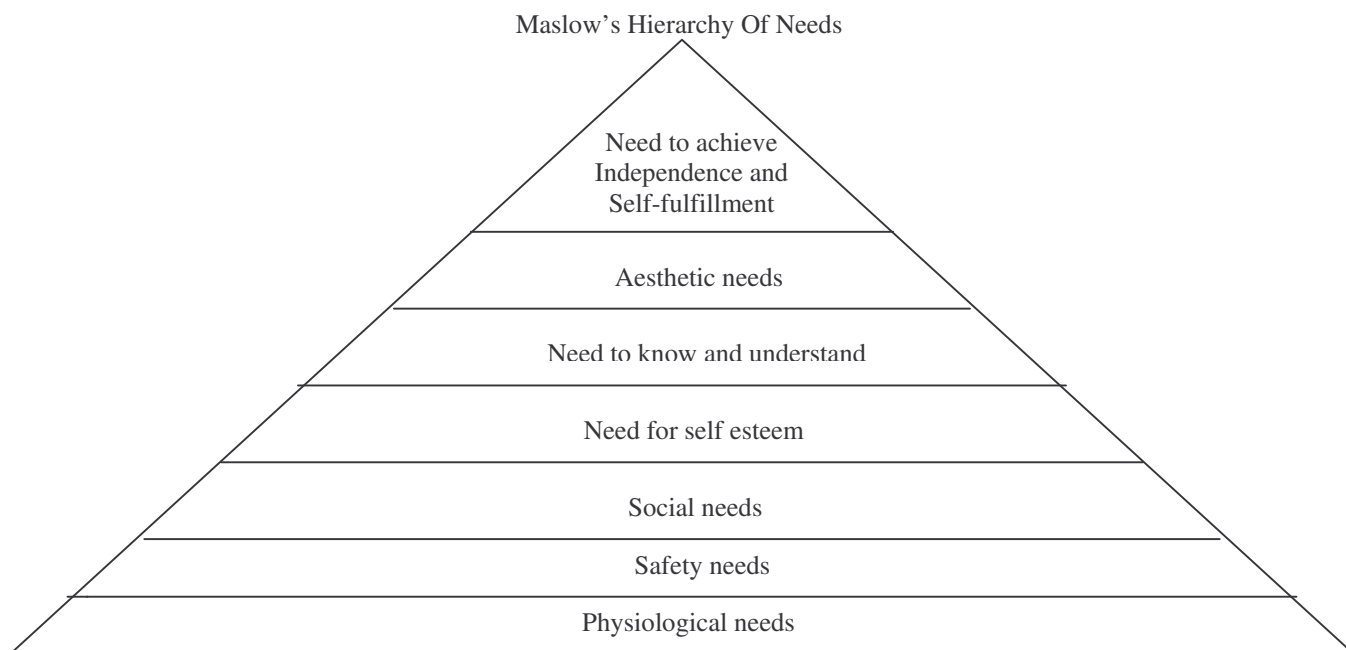 Maslow’s Hierarchy Of Needs
Need to achieve
Independence and
Self-fulfillment
Aesthetic needs
Need to know and understand
Need for self esteem
Social needs
Safety needs
Physiological needs